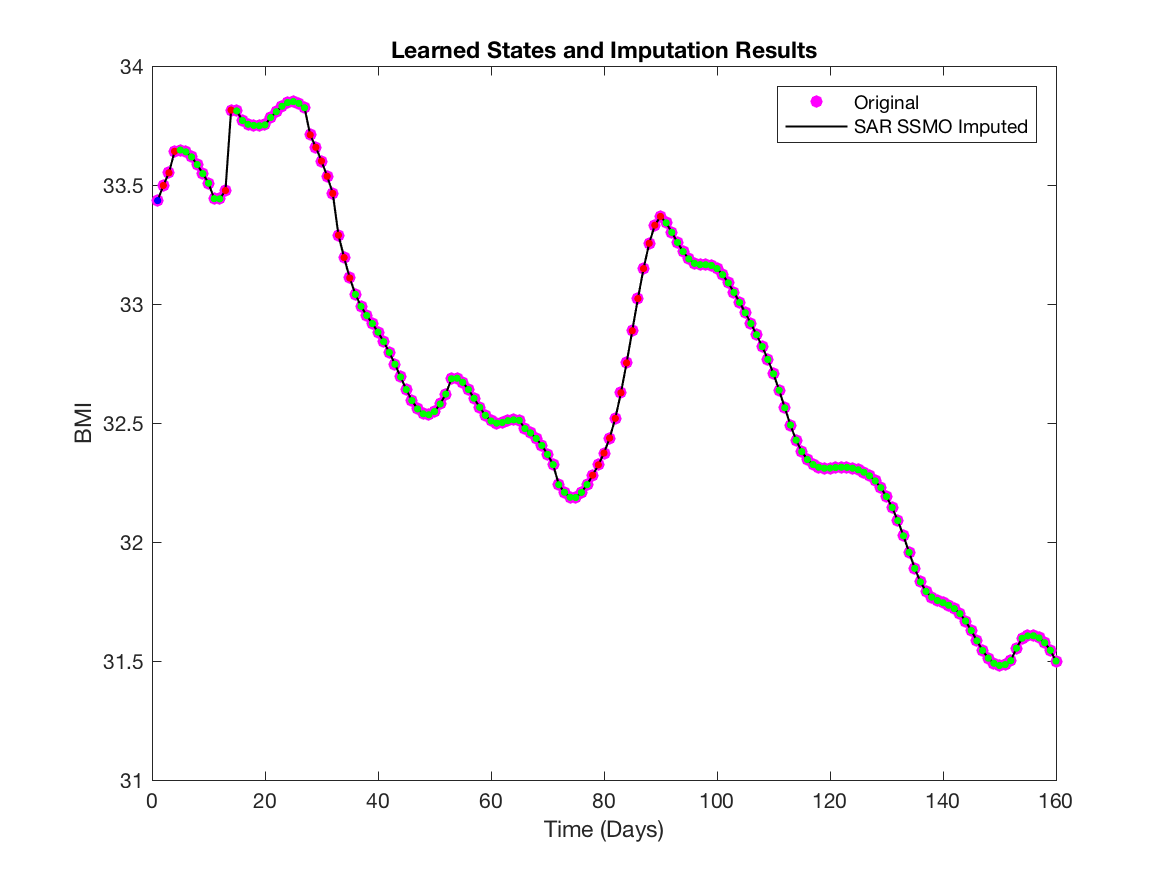 Learned States and Imputation Results
34
33.5
33
32.5
32
31.5
31
BMI
Original
SAR SSMO Imputed
0 20 40 60 80 100 120 140 160
Time (Days)